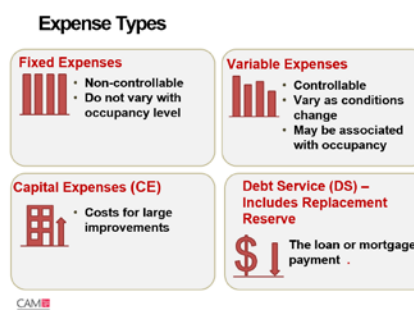 Expense Types
Fixed Expenses
• Non-controllable
• Do not vary with
occupancy level
Variable Expenses
• Controllable
• Vary as conditions
change
• May be associated
with occupancy
Capital Expenses (CE)
• Costs for large
improvements
Debt Service (DS) –
Includes Replacement
Reserve
$
The loan or mortgage
payment .
CAM